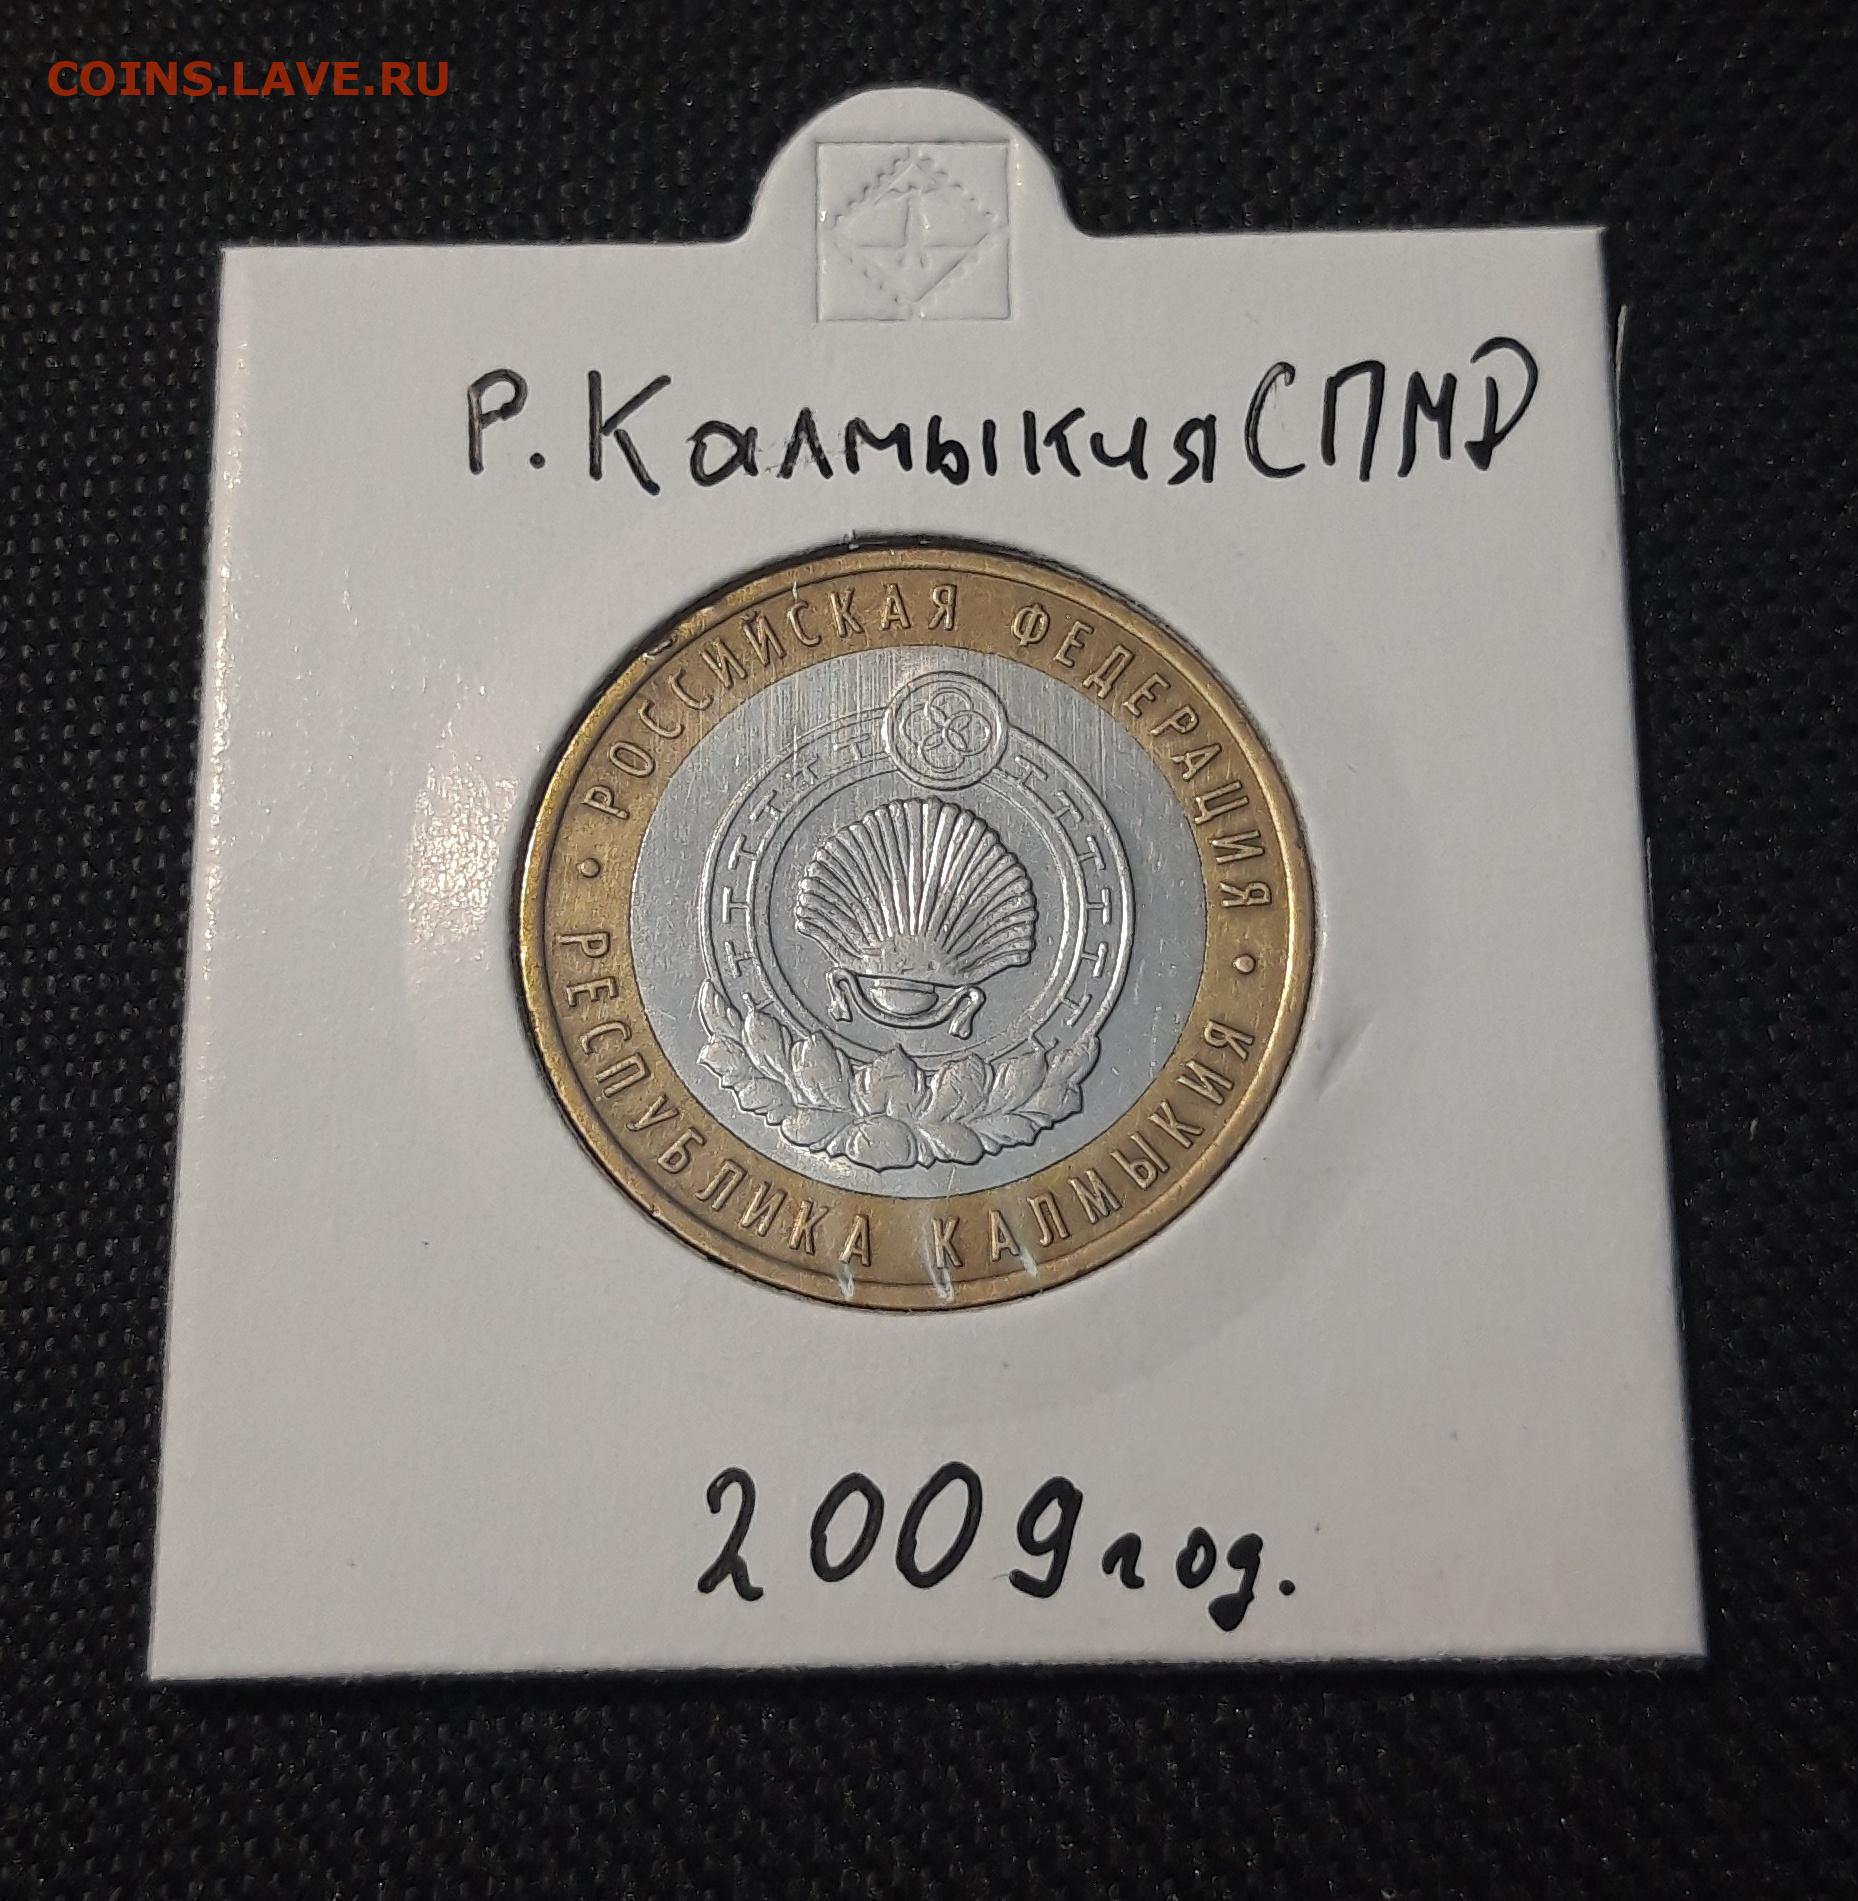 COINS.LAVE.RU
Р. Калмыкия СПМД
• РОССИЙСКАЯ ФЕДЕРАЦИЯ •
РЕСПУБЛИКА КАЛМЫКИЯ
2009 год.